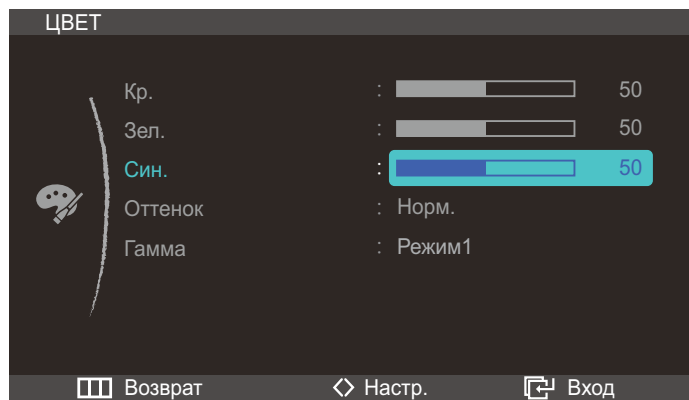 ЦВЕТ
Кр. : 50
Зел. : 50
Син. : 50
Оттенок : Норм.
Гамма : Режим1
Возврат Настр. Вход